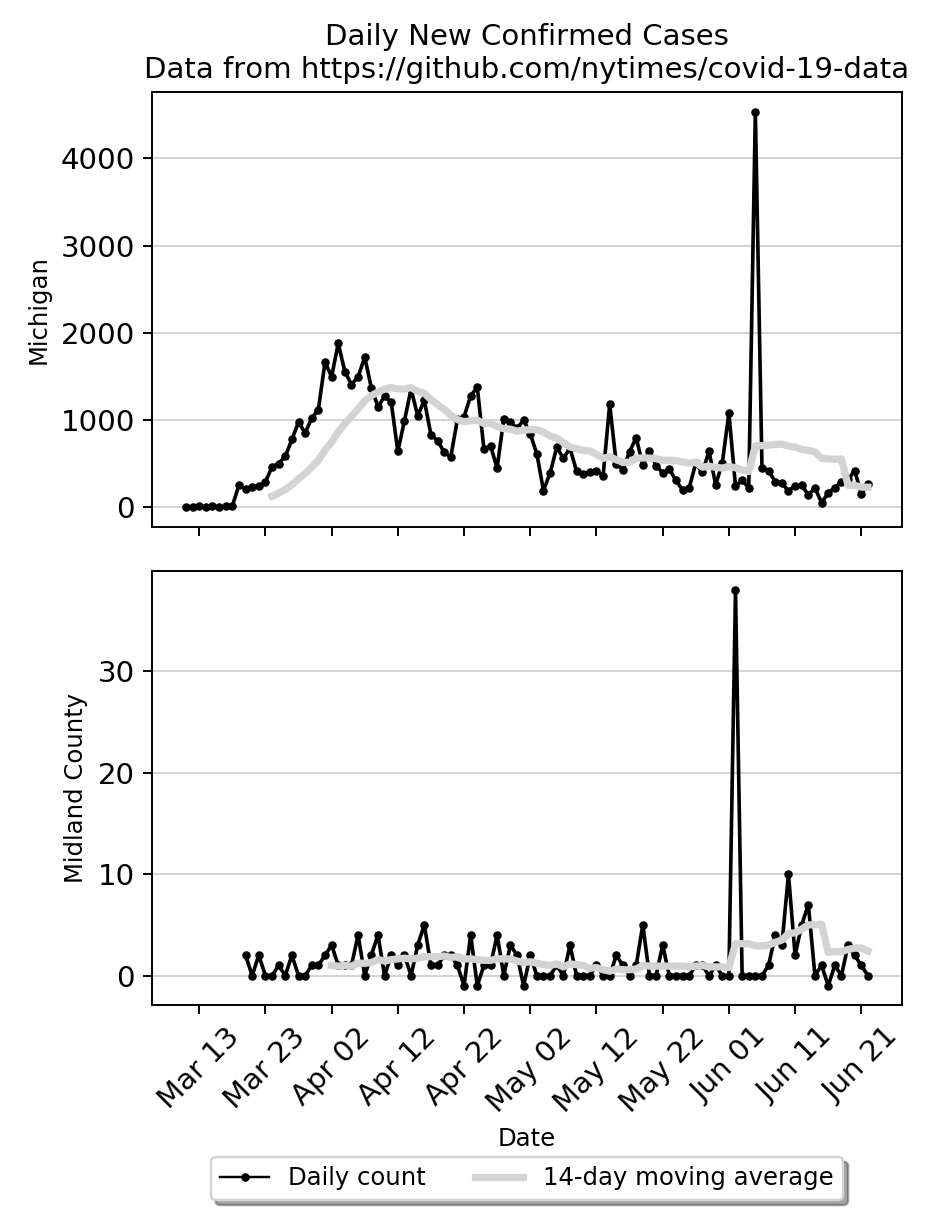 Daily New Confirmed Cases
Data from https://github.com/nytimes/covid-19-data
4000
3000
2000
1000
0
Michigan
30
20
10
0
Midland County
Mar 13
Mar 23
Apr 02
Apr 12
Apr 22
May 02
May 12
May 22
Jun 01
Jun 11
Jun 21
Date
Daily count
14-day moving average